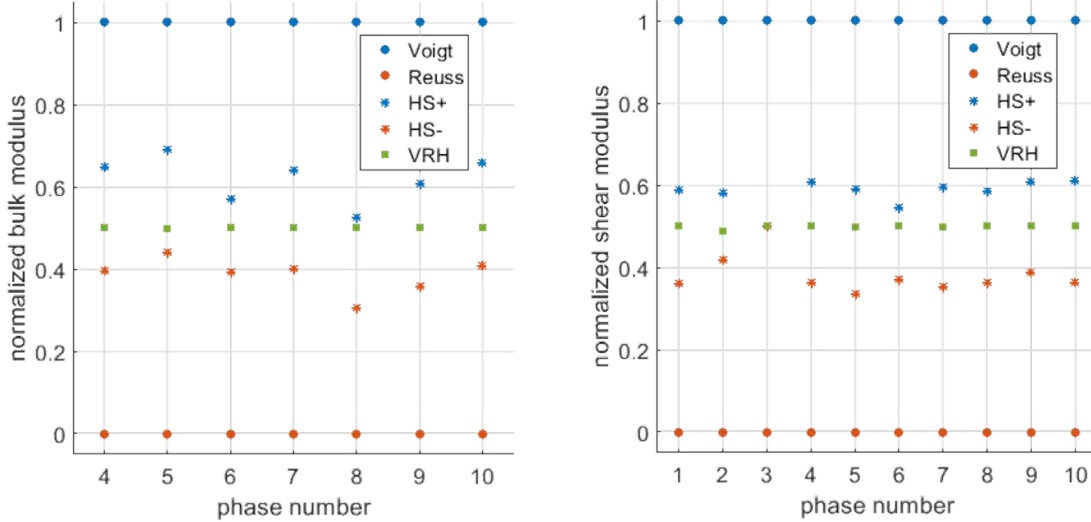 normalized bulk modulus
1
0.8
0.6
0.4
0.2
0
4 5 6 7 8 9 10
phase number
Voigt
Reuss
HS+
HS-
VRH
normalized shear modulus
1
0.8
0.6
0.4
0.2
0
1 2 3 4 5 6 7 8 9 10
phase number
Voigt
Reuss
HS+
HS-
VRH